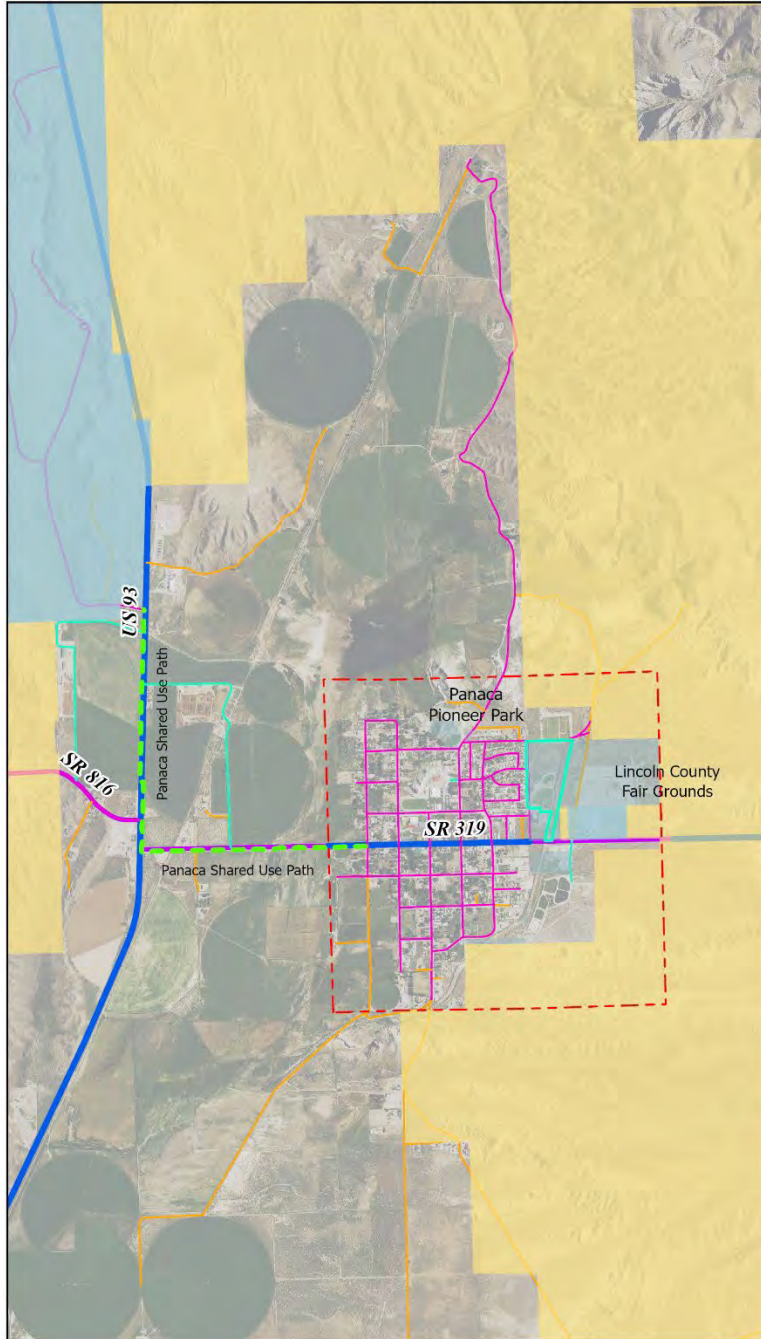 US 93
Panaca Shared Use Path
SR 816
Panaca
Pioneer Park
Lincoln County
Fair Grounds
SR 319
Panaca Shared Use Path